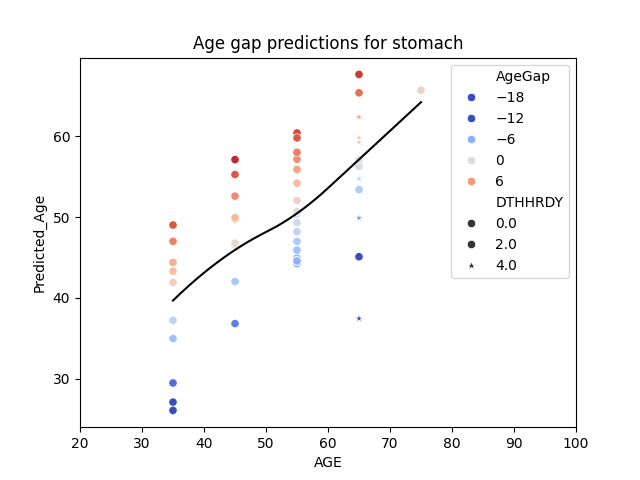 Age gap predictions for stomach
Predicted_Age
60
50
40
30
20 30 40 50 60 70 80 90 100
AGE
AgeGap
−18
−12
−6
0
6
DTHHRDY
0.0
2.0
4.0